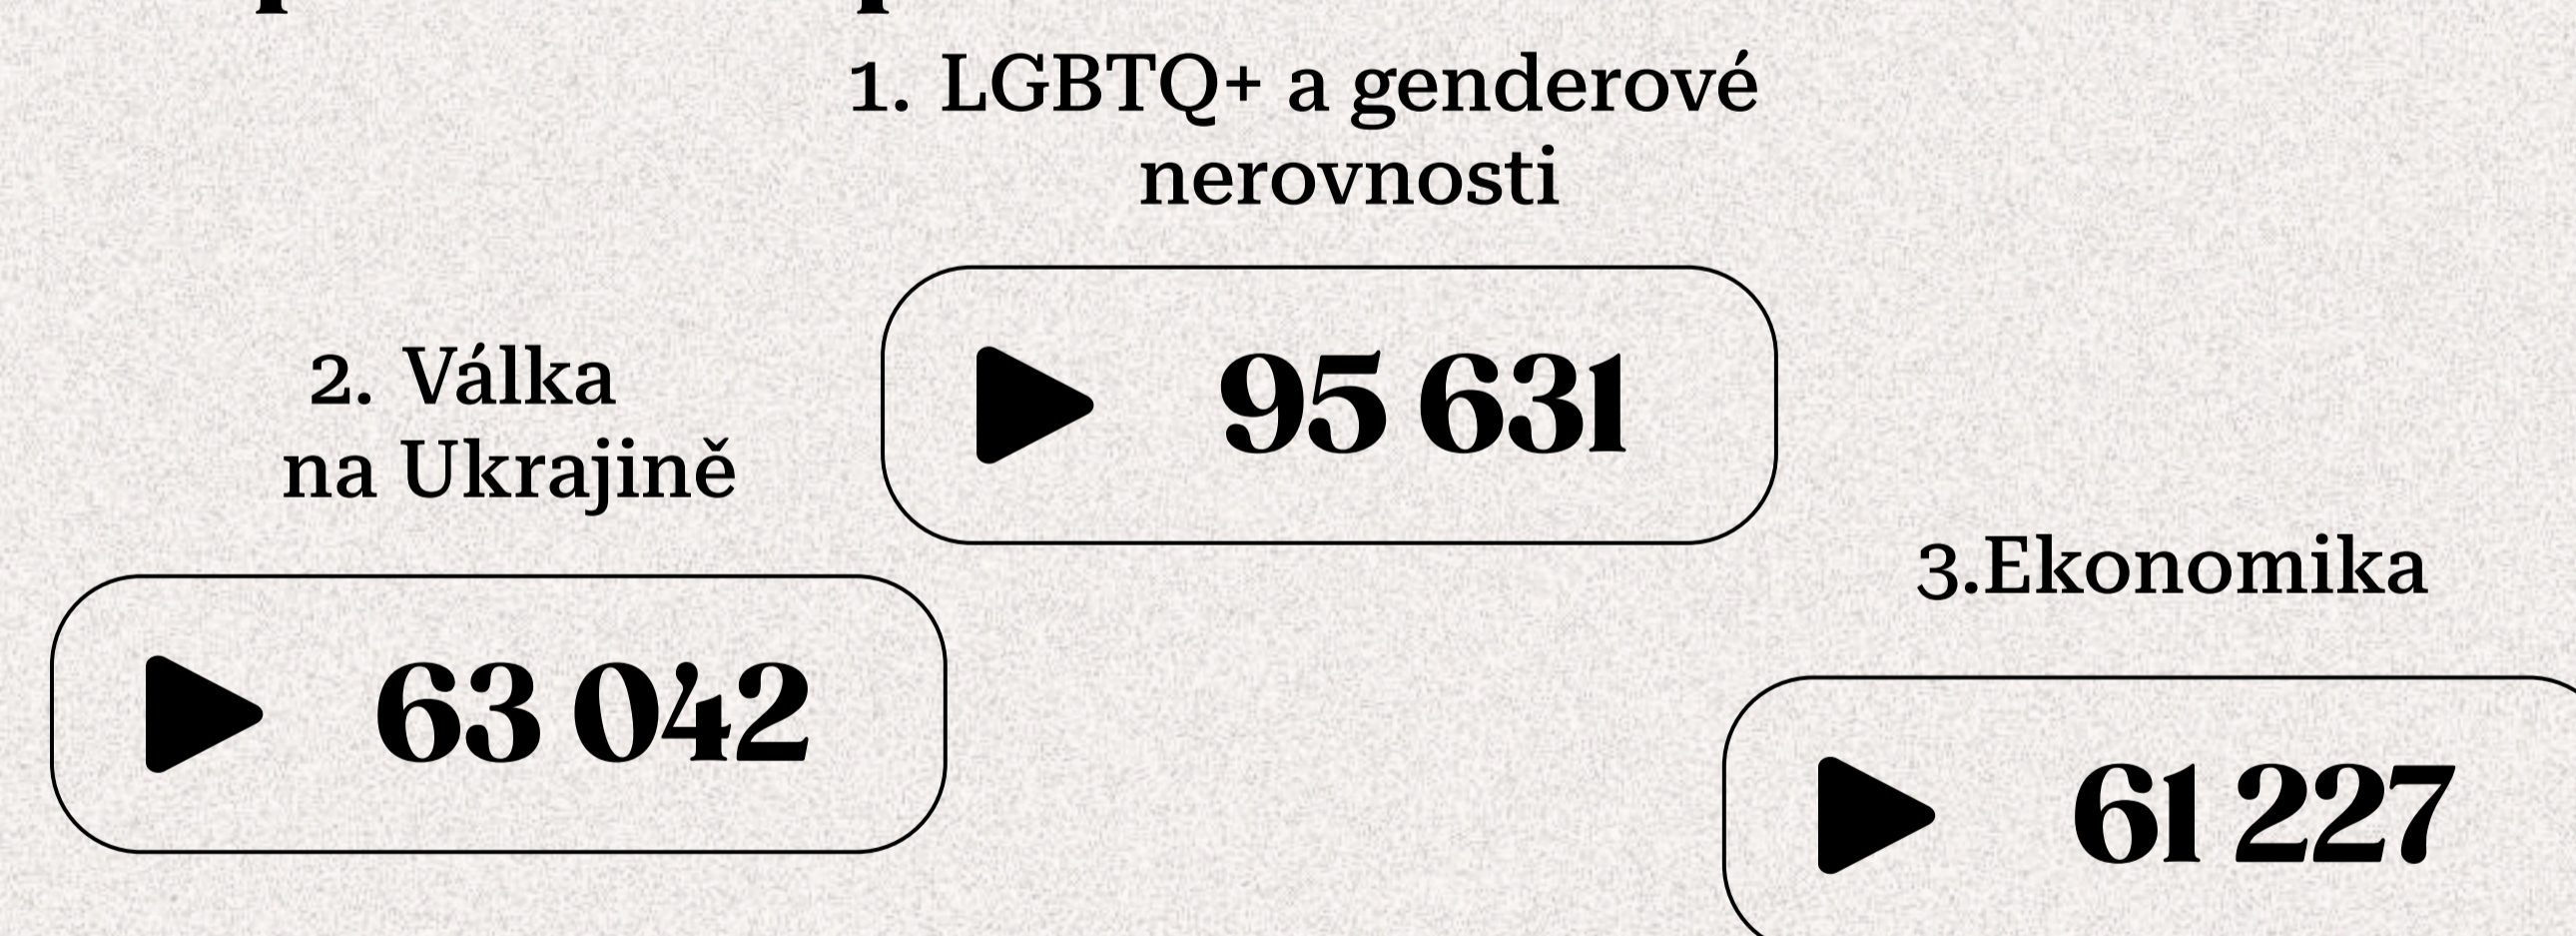 1. LGBTQ+ a genderové
nerovnosti
95 631
2. Válka
na Ukrajině
63 042
3.Ekonomika
61 227